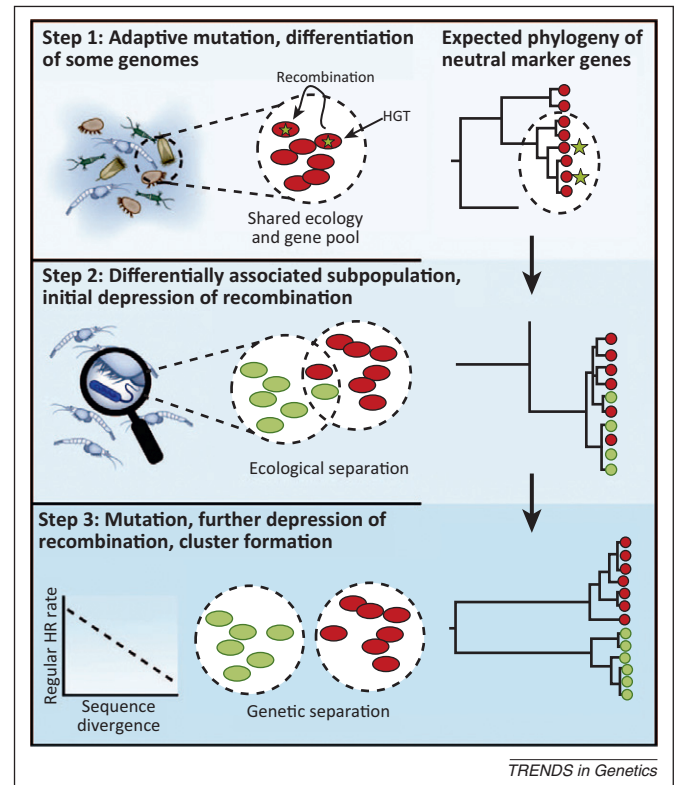 Step 1: Adaptive mutation, differentiation
of some genomes
Expected phylogeny of
neutral marker genes
Recombination
HGT
Shared ecology
and gene pool
Step 2: Differentially associated subpopulation,
initial depression of recombination
Ecological separation
Step 3: Mutation, further depression of
recombination, cluster formation
Regular HR rate
Sequence
divergence
Genetic separation
TRENDS in Genetics